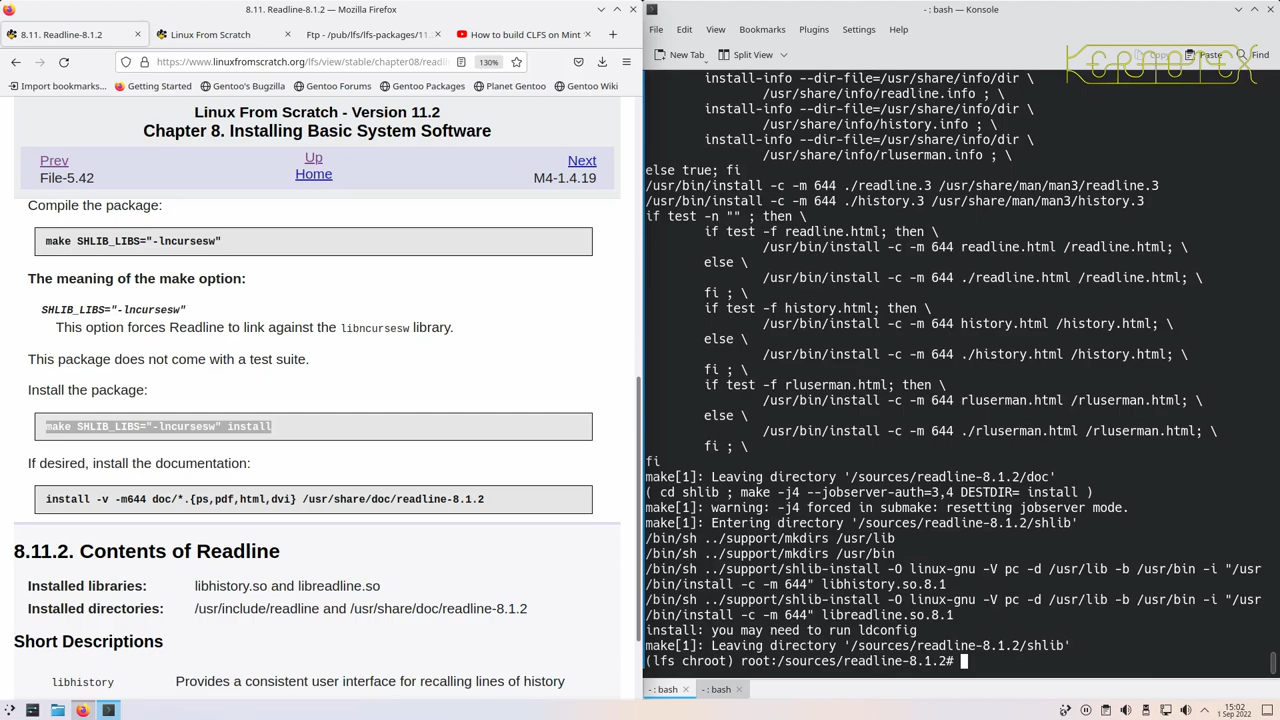 8.11. Readline-8.1.2 — Mozilla Firefox
8.11. Readline-8.1.2
Linux From Scratch
Ftp - /pub/lfs/lfs-packages/11.
How to build CLFS on Mint
https://www.linuxfromscratch.org/lfs/view/stable/chapter08/readl
130%
Import bookmarks...
Getting Started
Gentoo's Bugzilla
Gentoo Forums
Gentoo Packages
Planet Gentoo
Gentoo Wiki
Linux From Scratch - Version 11.2
Chapter 8. Installing Basic System Software
Prev
Up
Next
File-5.42
Home
M4-1.4.19
Compile the package:
make SHLIB_LIBS="-lncursesw"
The meaning of the make option:
SHLIB_LIBS="-lncursesw"
This option forces Readline to link against the libncursesw library.
This package does not come with a test suite.
Install the package:
make SHLIB_LIBS="-lncursesw" install
If desired, install the documentation:
install -v -m644 doc/*.{ps,pdf,html,dvi} /usr/share/doc/readline-8.1.2
8.11.2. Contents of Readline
Installed libraries: libhistory.so and libreadline.so
Installed directories: /usr/include/readline and /usr/share/doc/readline-8.1.2
Short Descriptions
libhistory Provides a consistent user interface for recalling lines of history
- : bash — Konsole
File Edit View Bookmarks Plugins Settings Help
New Tab Split View Copy Paste Find
KERNOTEX
install-info --dir-file=/usr/share/info/dir \
/usr/share/info/readline.info ; \
install-info --dir-file=/usr/share/info/dir \
/usr/share/info/history.info ; \
install-info --dir-file=/usr/share/info/dir \
/usr/share/info/rluserman.info ; \
else true; fi
/usr/bin/install -c -m 644 ./readline.3 /usr/share/man/man3/readline.3
/usr/bin/install -c -m 644 ./history.3 /usr/share/man/man3/history.3
if test -n "" ; then \
if test -f readline.html; then \
/usr/bin/install -c -m 644 readline.html /readline.html; \
else \
/usr/bin/install -c -m 644 ./readline.html /readline.html; \
fi ; \
if test -f history.html; then \
/usr/bin/install -c -m 644 history.html /history.html; \
else \
/usr/bin/install -c -m 644 ./history.html /history.html; \
fi ; \
if test -f rluserman.html; then \
/usr/bin/install -c -m 644 rluserman.html /rluserman.html; \
else \
/usr/bin/install -c -m 644 ./rluserman.html /rluserman.html; \
fi ; \
fi
make[1]: Leaving directory '/sources/readline-8.1.2/doc'
( cd shlib ; make -j4 --jobserver-auth=3,4 DESTDIR= install )
make[1]: warning: -j4 forced in submake: resetting jobserver mode.
make[1]: Entering directory '/sources/readline-8.1.2/shlib'
/bin/sh ../support/mkdirs /usr/lib
/bin/sh ../support/mkdirs /usr/bin
/bin/sh ../support/shlib-install -O linux-gnu -V pc -d /usr/lib -b /usr/bin -i "/usr
/bin/install -c -m 644" libhistory.so.8.1
/bin/sh ../support/shlib-install -O linux-gnu -V pc -d /usr/lib -b /usr/bin -i "/usr
/bin/install -c -m 644" libreadline.so.8.1
install: you may need to run ldconfig
make[1]: Leaving directory '/sources/readline-8.1.2/shlib'
(lfs chroot) root:/sources/readline-8.1.2#
- : bash
- : bash
15:02
1 Sep 2022